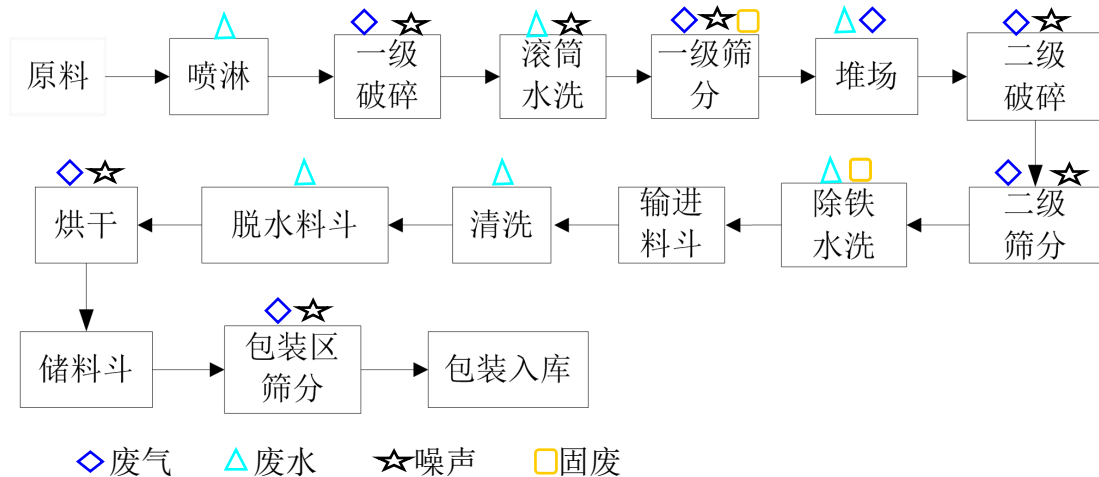 原料
喷淋
一级
破碎
滚筒
水洗
一级筛
分
堆场
二级
破碎
烘干
脱水料斗
清洗
输进
料斗
除铁
水洗
二级
筛分
储料斗
包装区
筛分
包装入库
废气
废水
噪声
固废